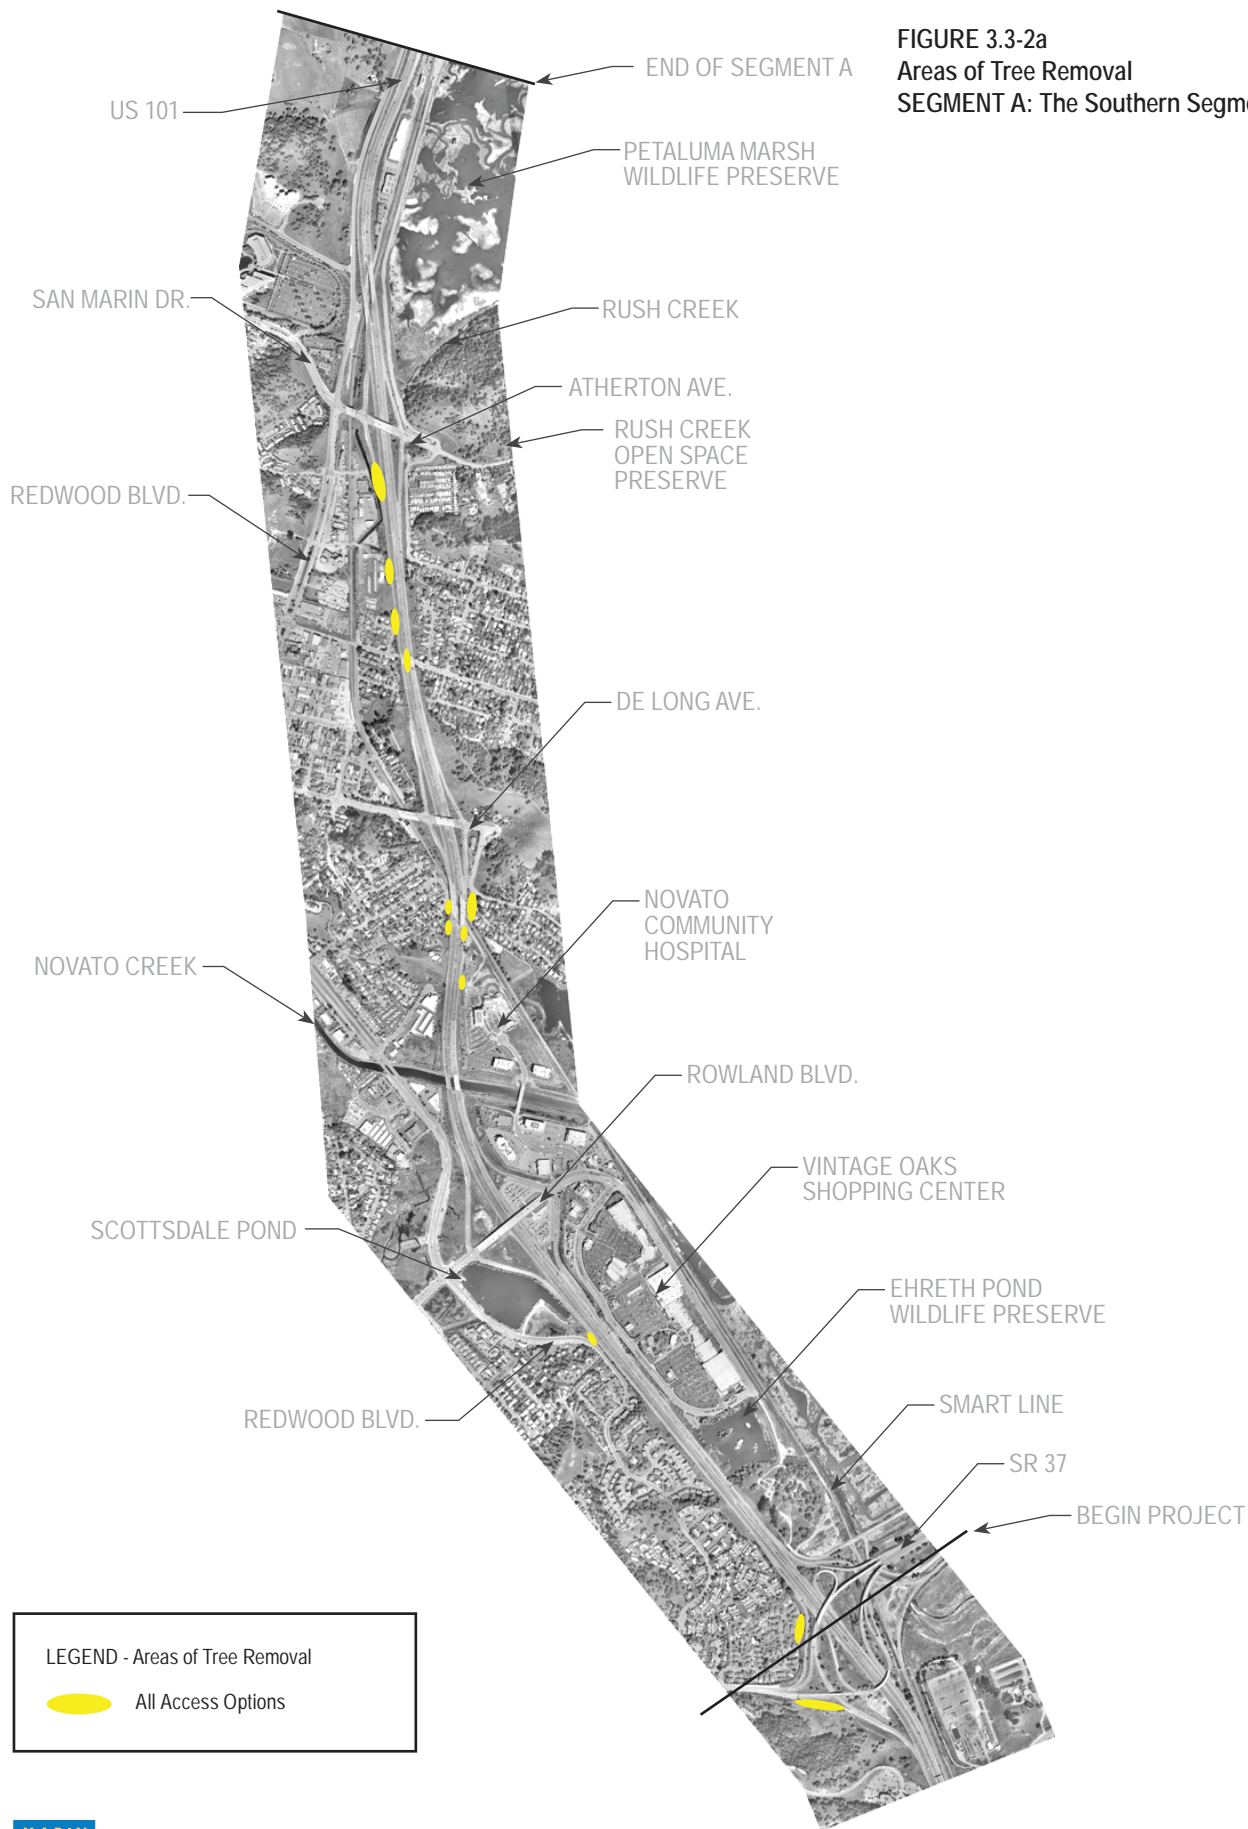 FIGURE 3.3-2a
Areas of Tree Removal
SEGMENT A: The Southern
END OF SEGMENT A
US 101
PETALUMA MARSH
WILDLIFE PRESERVE
SAN MARIN DR.
RUSH CREEK
ATHERTON AVE.
RUSH CREEK
OPEN SPACE
PRESERVE
REDWOOD BLVD.
DE LONG AVE.
NOVATO
COMMUNITY
HOSPITAL
NOVATO CREEK
ROWLAND BLVD.
VINTAGE OAKS
SHOPPING CENTER
SCOTTSDALE POND
EHRETH POND
WILDLIFE PRESERVE
REDWOOD BLVD.
SMART LINE
SR 37
BEGIN PROJECT
LEGEND - Areas of Tree Removal
All Access Options